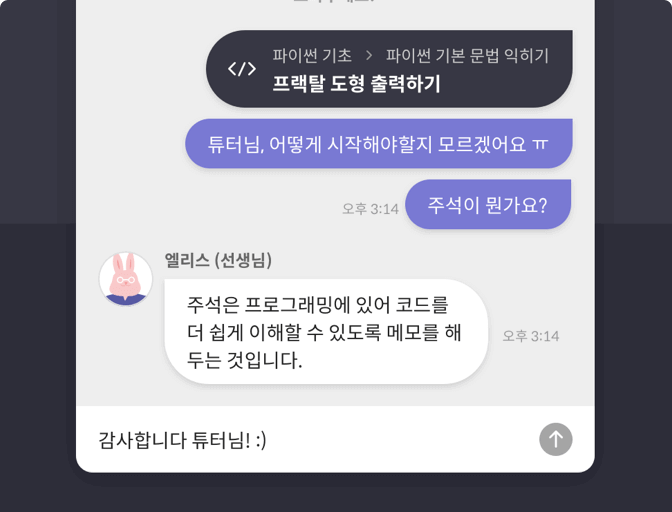 </> 파이썬 기초 > 파이썬 기본 문법 익히기
프랙탈 도형 출력하기
튜터님, 어떻게 시작해야할지 모르겠어요 ㅠ
오후 3:14 주석이 뭔가요?
엘리스 (선생님)
주석은 프로그래밍에 있어 코드를
더 쉽게 이해할 수 있도록 메모를 해
두는 것입니다.
오후 3:14
감사합니다 튜터님! :)